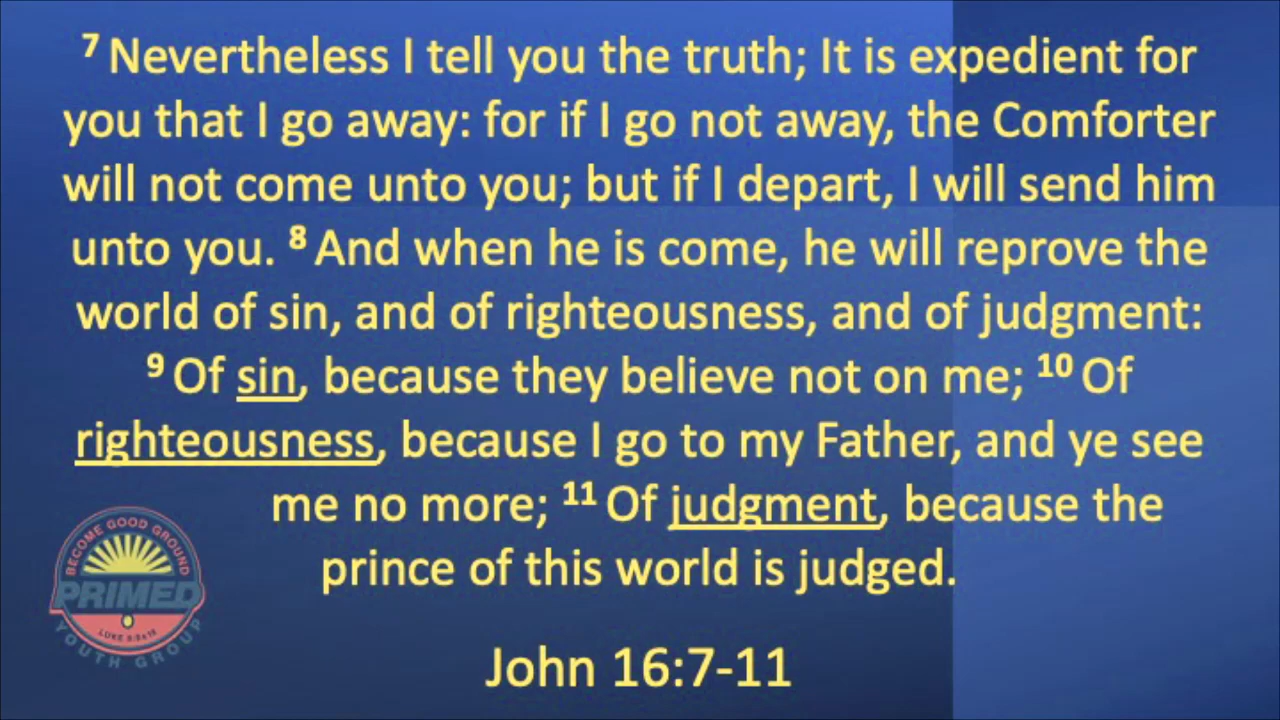 ⁷ Nevertheless I tell you the truth; It is expedient for
you that I go away: for if I go not away, the Comforter
will not come unto you; but if I depart, I will send him
unto you. ⁸ And when he is come, he will reprove the
world of sin, and of righteousness, and of judgment:
⁹ Of sin, because they believe not on me; ¹⁰ Of
righteousness, because I go to my Father, and ye see
me no more; ¹¹ Of judgment, because the
prince of this world is judged.
John 16:7-11
BECOME GOOD GROUND
PRIMED
YOUTH GROUP